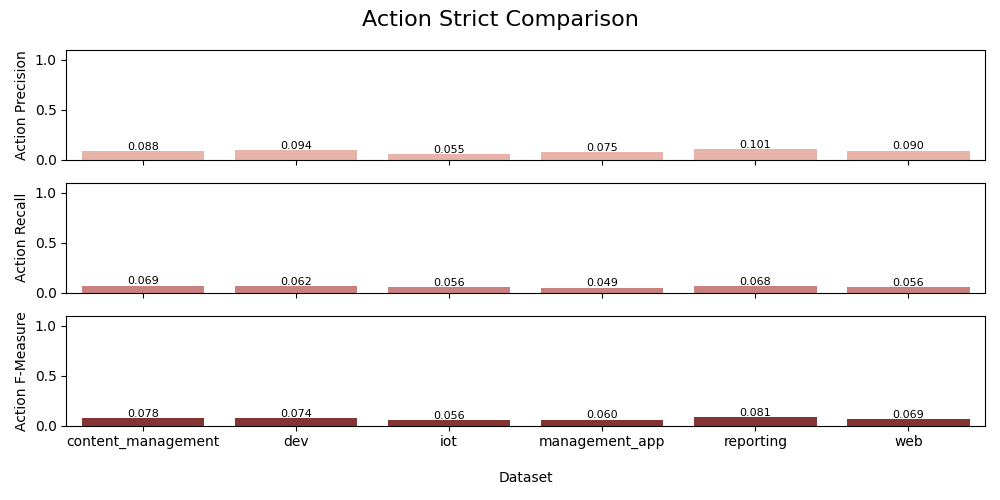 Action Strict Comparison
Action Precision
1.0
0.5
0.0
0.088 0.094 0.055 0.075 0.101 0.090
Action Recall
1.0
0.5
0.0
0.069 0.062 0.056 0.049 0.068 0.056
Action F-Measure
1.0
0.5
0.0
0.078 0.074 0.056 0.060 0.081 0.069
content_management dev iot management_app reporting web
Dataset